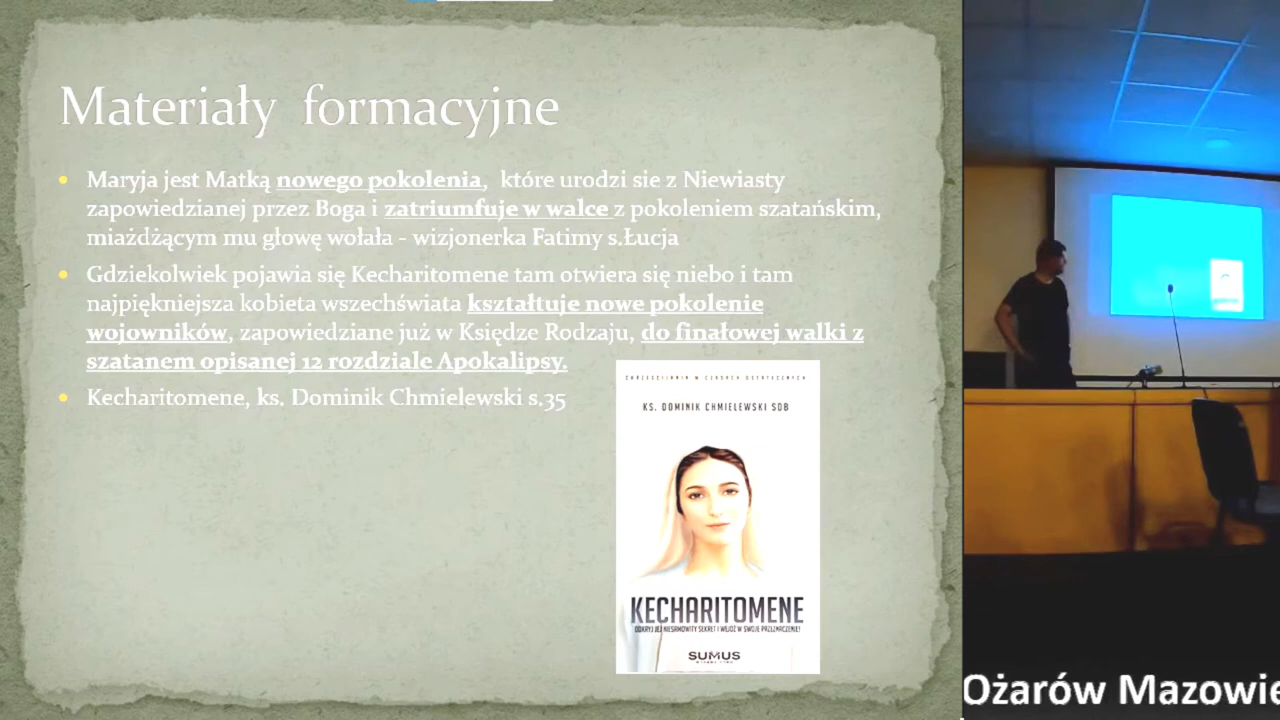 Materiały formacyjne
Maryja jest Matką nowego pokolenia, które urodzi sie z Niewiasty
zapowiedzianej przez Boga i zatriumfuje w walce z pokoleniem szatańskim,
miażdżącym mu głowę wołała - wizjonerka Fatimy s.Łucja
Gdziekolwiek pojawia się Kecharitomene tam otwiera się niebo i tam
najpiękniejsza kobieta wszechświata kształtuje nowe pokolenie
wojowników, zapowiedziane już w Księdze Rodzaju, do finałowej walki z
szatanem opisanej 12 rozdziale Apokalipsy.
Kecharitomene, ks. Dominik Chmielewski s.35
CHRZEŚCIJANIN W CZASACH OSTATECZNYCH
KS. DOMINIK CHMIELEWSKI SDB
KECHARITOMENE
ODKRYJ JEJ NIESAMOWITY SEKRET I WEJDŹ W SWOJE PRZEZNACZENIE!
SUMUS
Ożarów Mazowie